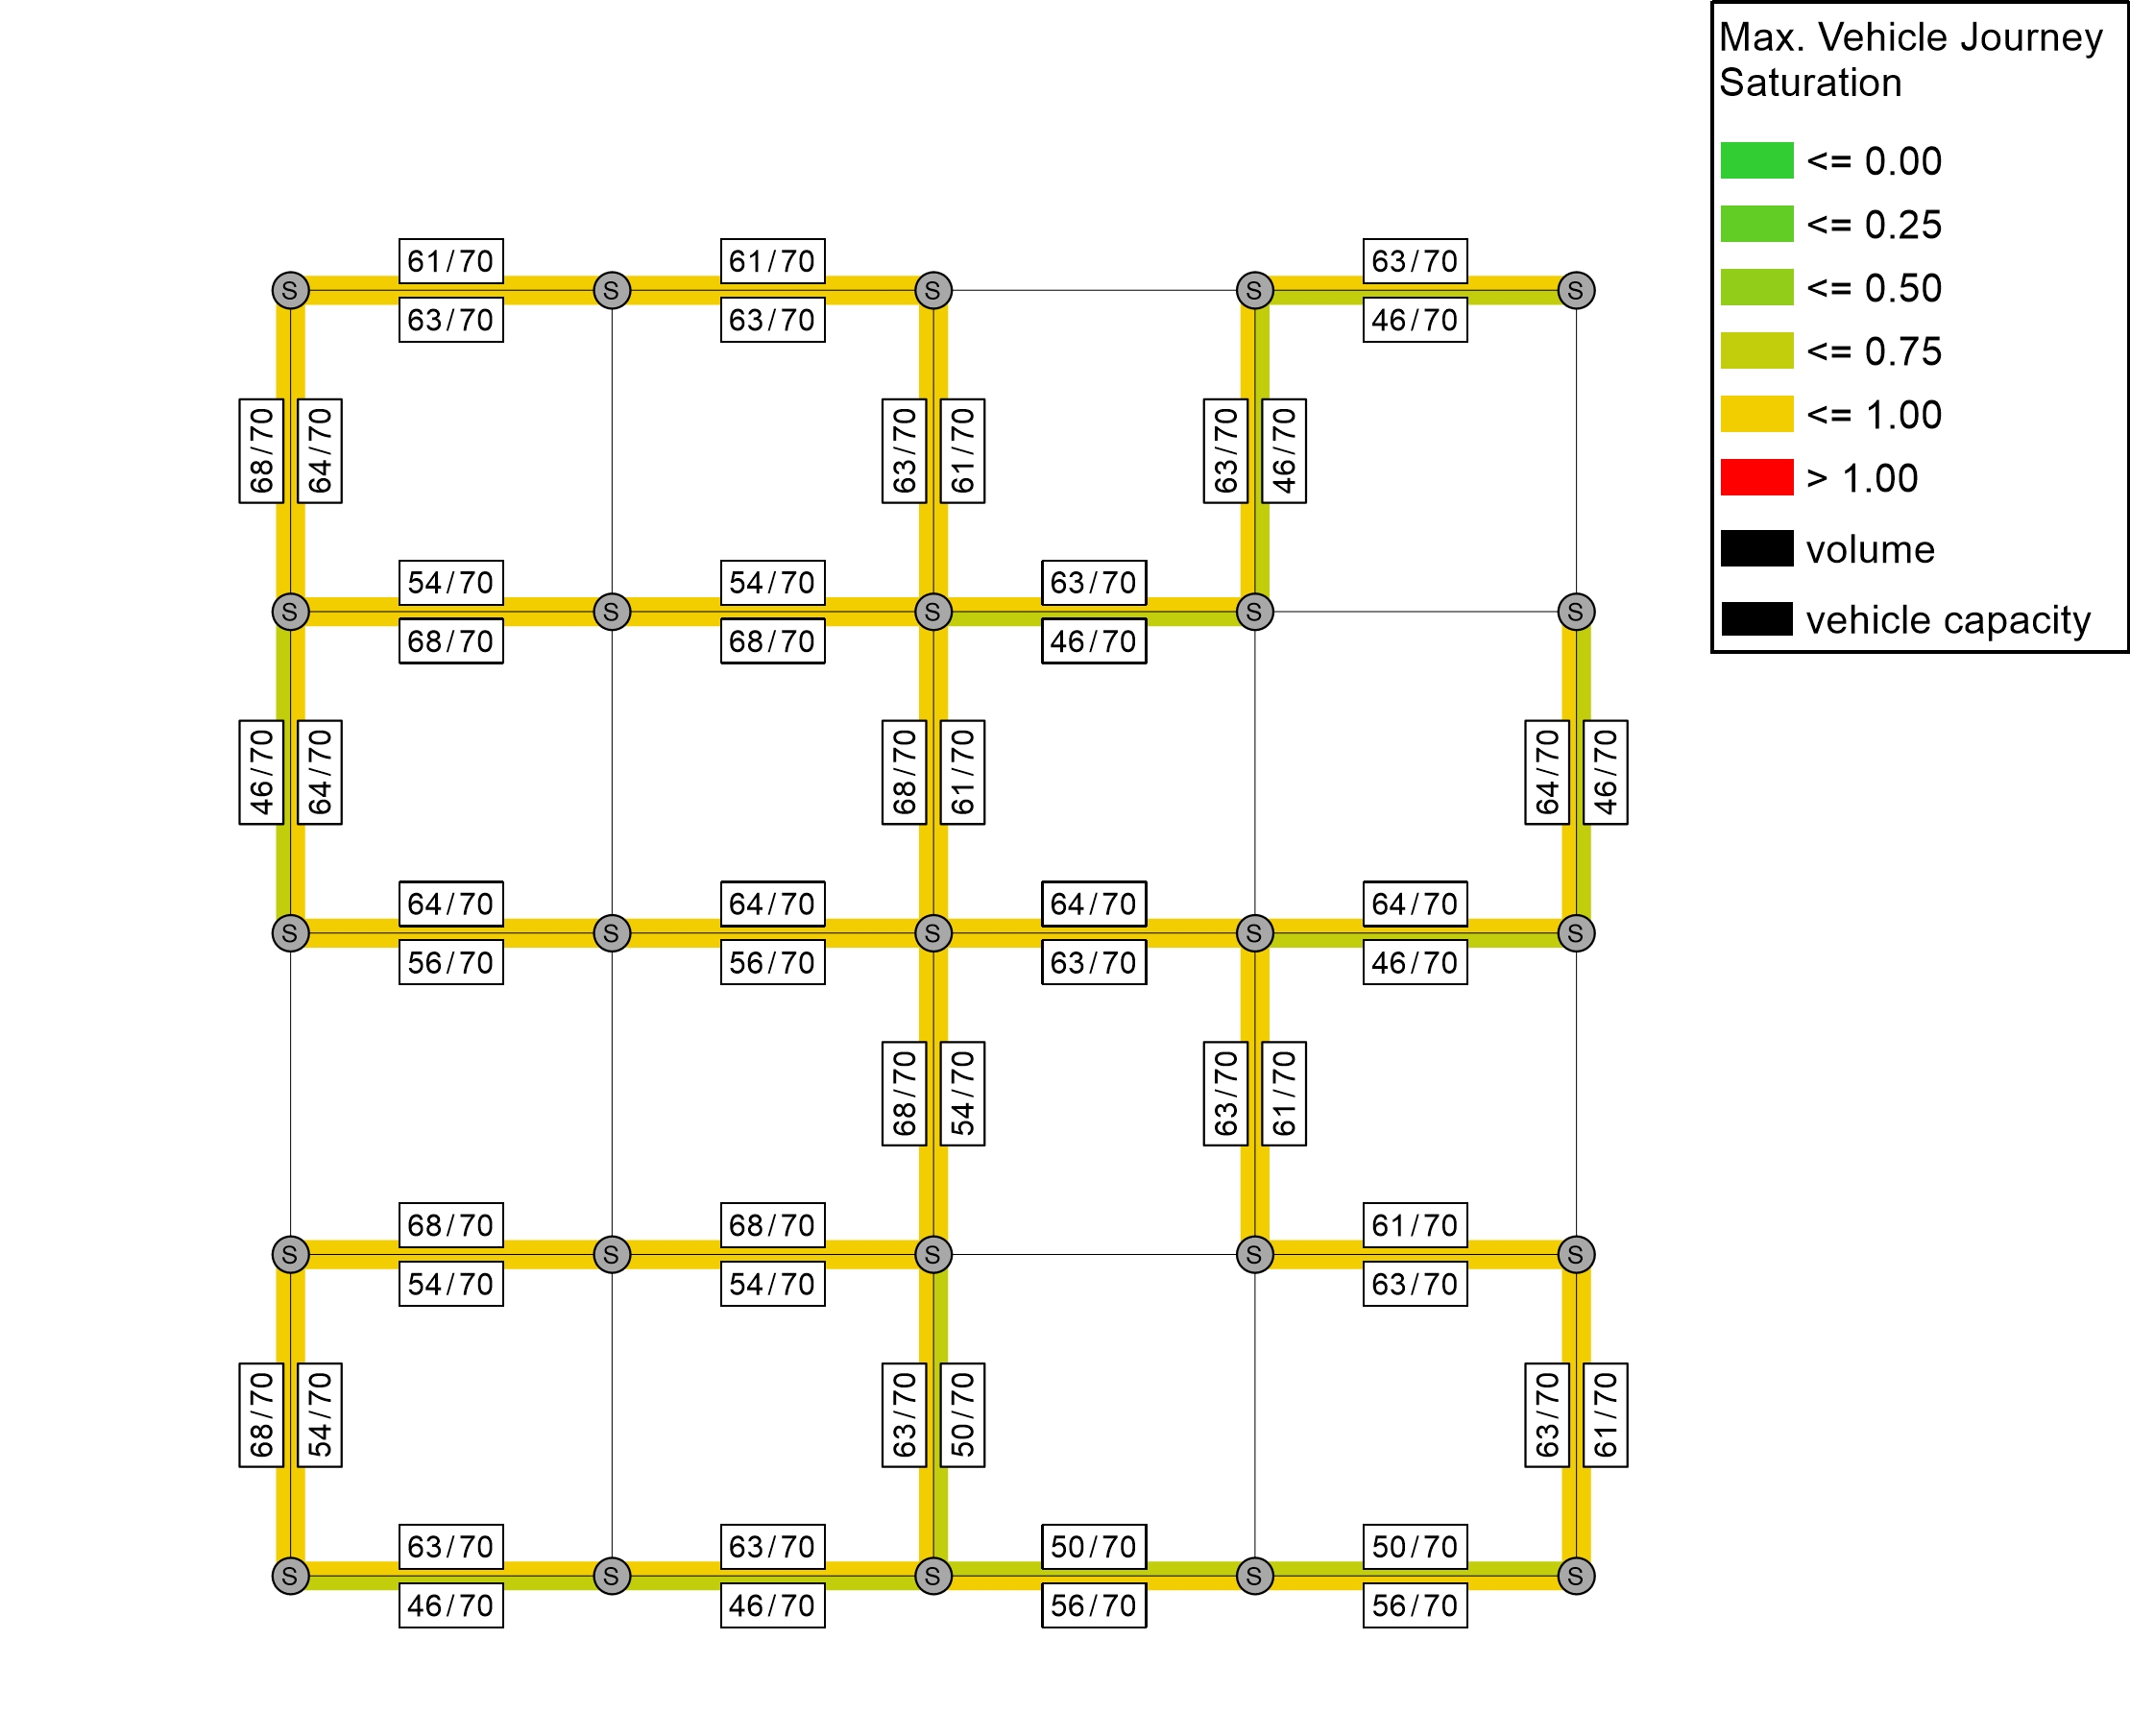 Max. Vehicle Journey
Saturation
<= 0.00
<= 0.25
<= 0.50
<= 0.75
<= 1.00
> 1.00
volume
vehicle capacity
61/70 61/70 63/70
S S S S S
63/70 63/70 46/70
68/70 64/70 63/70 61/70 63/70 46/70
54/70 54/70 63/70
S S S S S
68/70 68/70 46/70
46/70 64/70 68/70 61/70 64/70 46/70
64/70 64/70 64/70 64/70
S S S S S
56/70 56/70 63/70 46/70
68/70 54/70 63/70 61/70
68/70 68/70 61/70
S S S S S
54/70 54/70 63/70
68/70 54/70 63/70 50/70 63/70 61/70
63/70 63/70 50/70 50/70
S S S S S
46/70 46/70 56/70 56/70